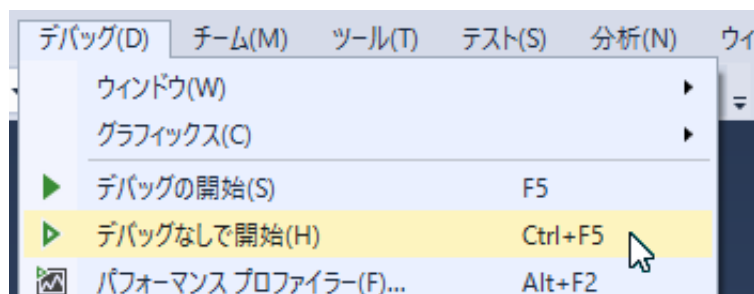 デバッグ(D) チーム(M) ツール(T) テスト(S) 分析(N) ウィ
ウィンドウ(W)
グラフィックス(C)
デバッグの開始(S) F5
デバッグなしで開始(H) Ctrl+F5
パフォーマンス プロファイラー(F)... Alt+F2